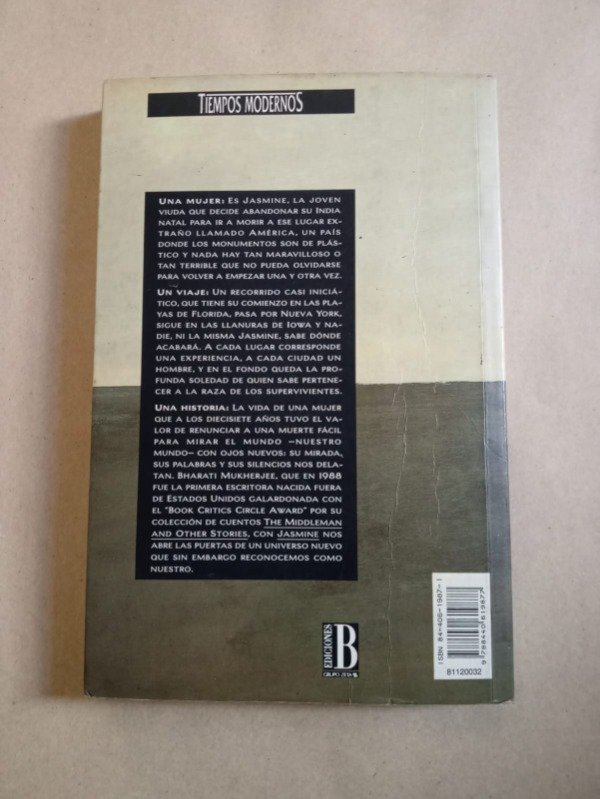 TIEMPOS MODERNOS
UNA MUJER: ES JASMINE, LA JOVEN
VIUDA QUE DECIDE ABANDONAR SU INDIA
NATAL PARA IR A MORIR A ESE LUGAR EX-
TRAÑO LLAMADO AMÉRICA, UN PAÍS
DONDE LOS MONUMENTOS SON DE PLÁS-
TICO Y NADA HAY TAN MARAVILLOSO O
TAN TERRIBLE QUE NO PUEDA OLVIDARSE
PARA VOLVER A EMPEZAR UNA Y OTRA VEZ.
UN VIAJE: UN RECORRIDO CASI INICIÁ-
TICO, QUE TIENE SU COMIENZO EN LAS PLA-
YAS DE FLORIDA, PASA POR NUEVA YORK,
SIGUE EN LAS LLANURAS DE IOWA Y NA-
DIE, NI LA MISMA JASMINE, SABE DÓNDE
ACABARÁ. A CADA LUGAR CORRESPONDE
UNA EXPERIENCIA, A CADA CIUDAD UN
HOMBRE, Y EN EL FONDO QUEDA LA PRO-
FUNDA SOLEDAD DE QUIEN SABE PERTENE-
CER A LA RAZA DE LOS SUPERVIVIENTES.
UNA HISTORIA: LA VIDA DE UNA MUJER
QUE A LOS DIECISIETE AÑOS TUVO EL VA-
LOR DE RENUNCIAR A UNA MUERTE FÁCIL
PARA MIRAR EL MUNDO –NUESTRO
MUNDO– CON OJOS NUEVOS: SU MIRADA,
SUS PALABRAS Y SUS SILENCIOS NOS DELA-
TAN. BHARATI MUKHERJEE, QUE EN 1988
FUE LA PRIMERA ESCRITORA NACIDA FUERA
DE ESTADOS UNIDOS GALARDONADA CON
EL "BOOK CRITICS CIRCLE AWARD" POR SU
COLECCIÓN DE CUENTOS THE MIDDLEMAN
AND OTHER STORIES, CON JASMINE NOS
ABRE LAS PUERTAS DE UN UNIVERSO NUEVO
QUE SIN EMBARGO RECONOCEMOS COMO
NUESTRO.
EDICIONES
B
GRUPO ZETA
ISBN 84-406-1987-1
9 788440 619877
81120032